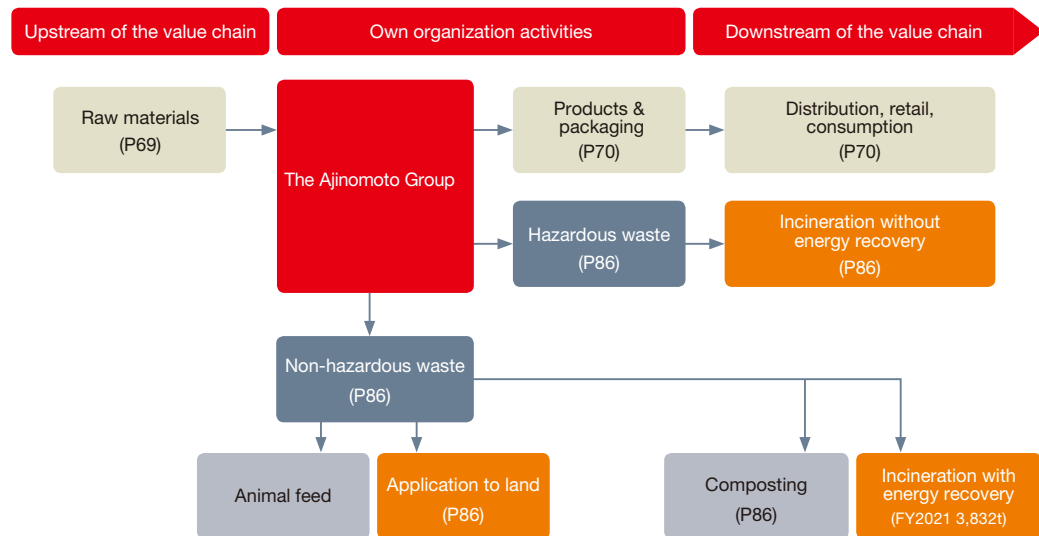 Upstream of the value chain
Own organization activities
Downstream of the value chain
Raw materials
(P69)
The Ajinomoto Group
Products &
packaging
(P70)
Distribution, retail,
consumption
(P70)
Hazardous waste
(P86)
Incineration without
energy recovery
(P86)
Non-hazardous waste
(P86)
Animal feed
Application to land
(P86)
Composting
(P86)
Incineration with
energy recovery
(FY2021 3,832t)